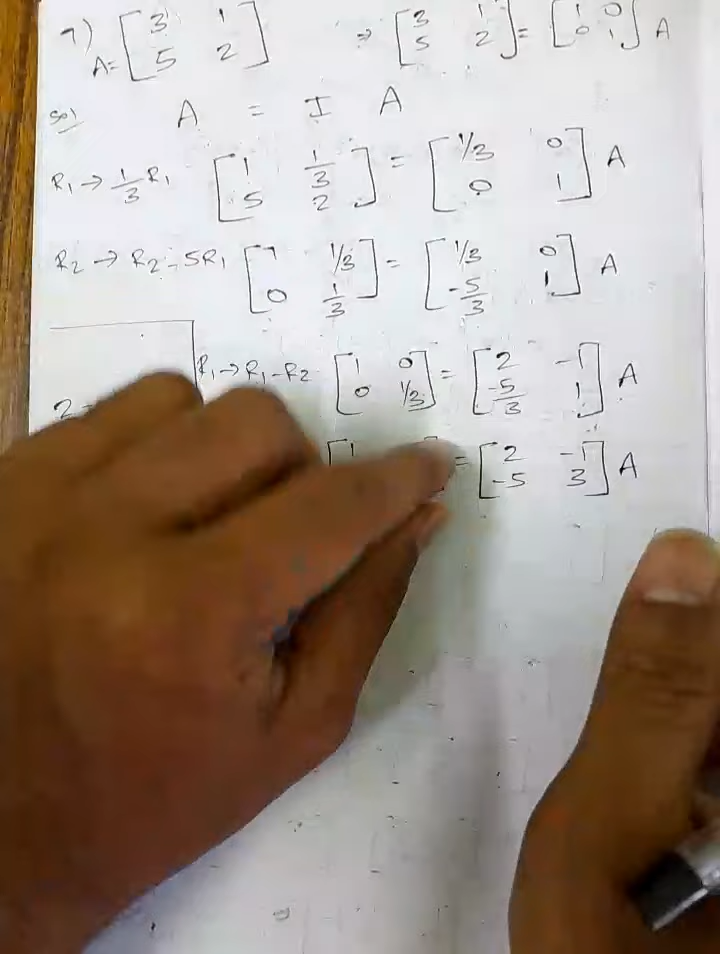 7) A= [3 1; 5 2] ⇒ [3 1; 5 2] = [1 0; 0 1] A
Sol A = I A
R1 → 1/3 R1 [1 1/3; 5 2] = [1/3 0; 0 1] A
R2 → R2 - 5R1 [1 1/3; 0 1/3] = [1/3 0; -5/3 1] A
R1 → R1 - R2 [1 0; 0 1/3] = [2 -1; -5/3 1] A
2
[1 = [2 -1; -5 3] A